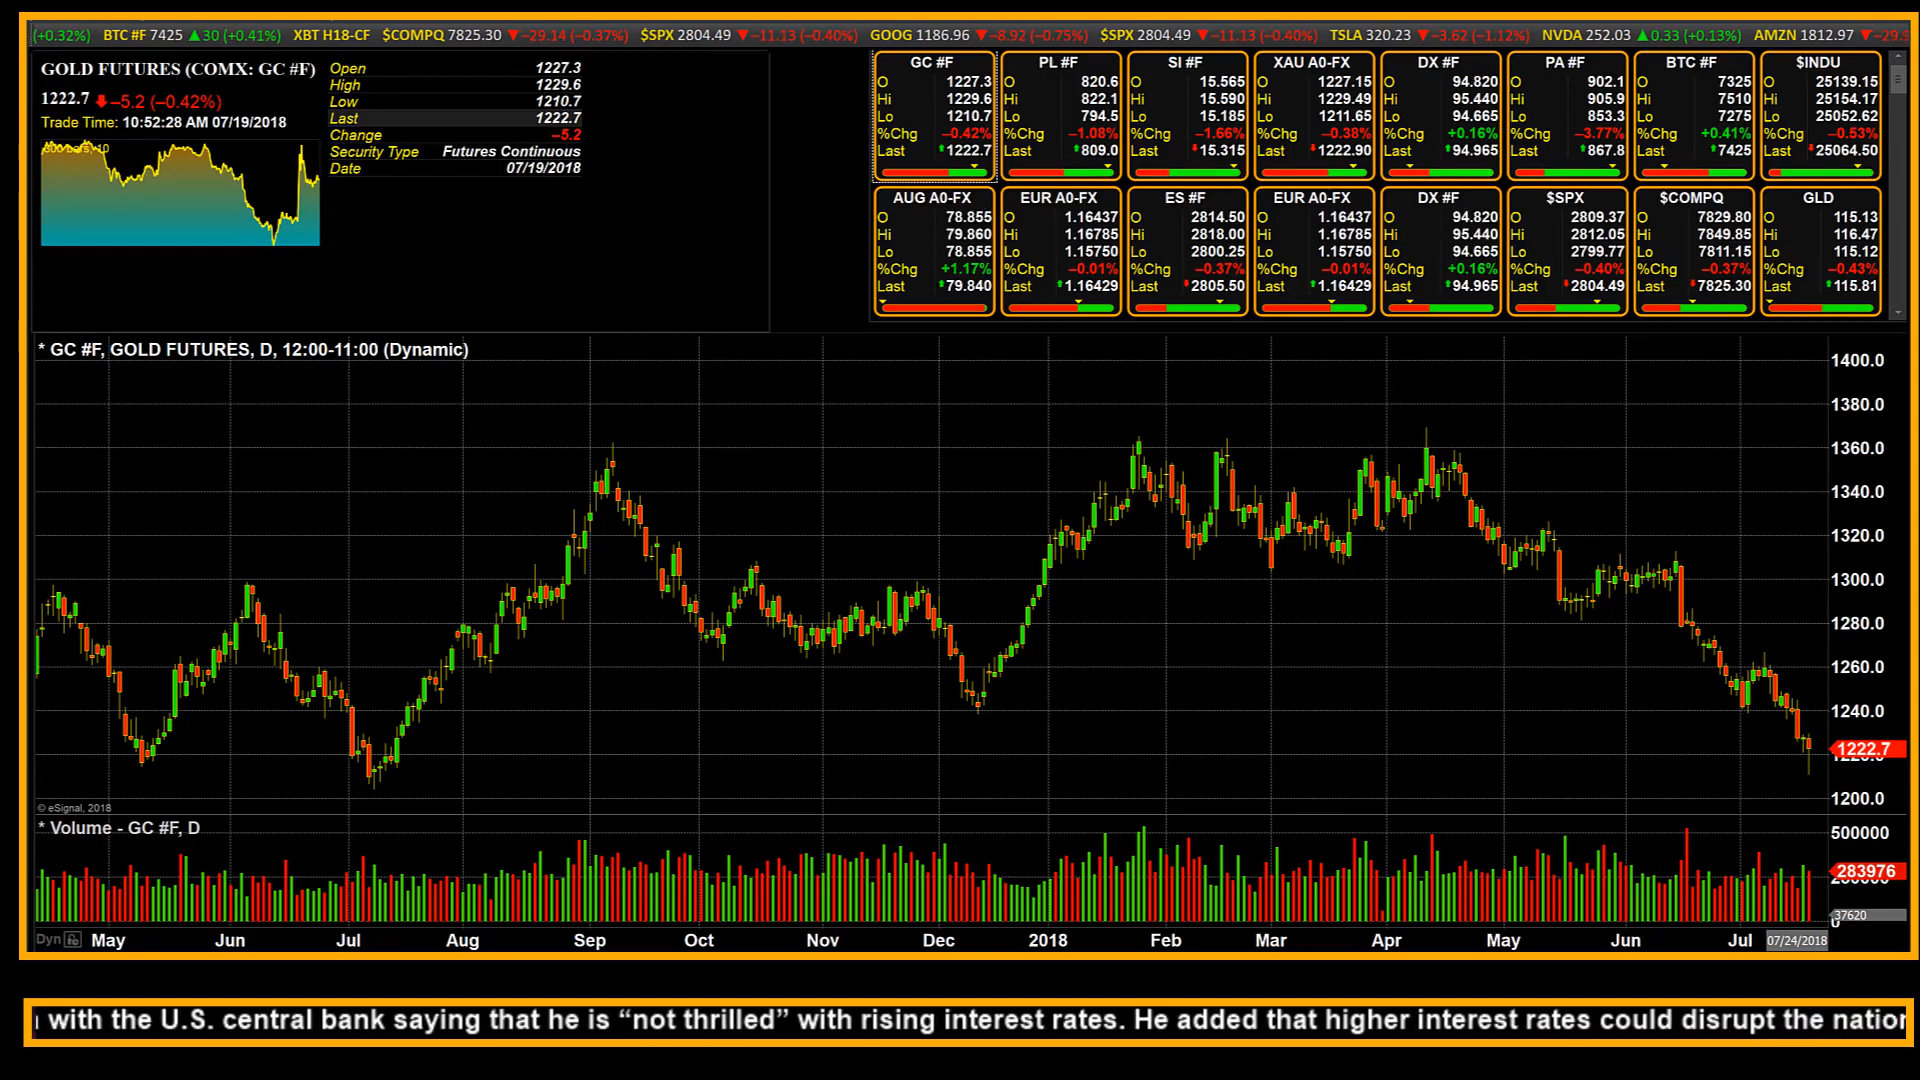 (+0.32%) BTC #F 7425 ▲30 (+0.41%) XBT H18-CF $COMPQ 7825.30 ▼−29.14 (−0.37%) $SPX 2804.49 ▼−11.13 (−0.40%) GOOG 1186.96 ▼−8.92 (−0.75%) $SPX 2804.49 ▼−11.13 (−0.40%) TSLA 320.23 ▼−3.62 (−1.12%) NVDA 252.03 ▲0.33 (+0.13%) AMZN 1812.97 ▼−29.
GOLD FUTURES (COMX: GC #F)
1222.7 −5.2 (−0.42%)
Trade Time: 10:52:28 AM 07/19/2018
Open 1227.3
High 1229.6
Low 1210.7
Last 1222.7
Change −5.2
Security Type Futures Continuous
Date 07/19/2018
GC #F PL #F SI #F XAU A0-FX DX #F PA #F BTC #F $INDU
O 1227.3 O 820.6 O 15.565 O 1227.15 O 94.820 O 902.1 O 7325 O 25139.15
Hi 1229.6 Hi 822.1 Hi 15.590 Hi 1229.49 Hi 95.440 Hi 905.9 Hi 7510 Hi 25154.17
Lo 1210.7 Lo 794.5 Lo 15.185 Lo 1211.65 Lo 94.665 Lo 853.3 Lo 7275 Lo 25052.62
%Chg −0.42% %Chg −1.08% %Chg −1.66% %Chg −0.38% %Chg +0.16% %Chg −3.77% %Chg +0.41% %Chg −0.53%
Last 1222.7 Last 809.0 Last 15.315 Last 1222.90 Last 94.965 Last 867.8 Last 7425 Last 25064.50
AUG A0-FX EUR A0-FX ES #F EUR A0-FX DX #F $SPX $COMPQ GLD
O 78.855 O 1.16437 O 2814.50 O 1.16437 O 94.820 O 2809.37 O 7829.80 O 115.13
Hi 79.860 Hi 1.16785 Hi 2818.00 Hi 1.16785 Hi 95.440 Hi 2812.05 Hi 7849.85 Hi 116.47
Lo 78.855 Lo 1.15750 Lo 2800.25 Lo 1.15750 Lo 94.665 Lo 2799.77 Lo 7811.15 Lo 115.12
%Chg +1.17% %Chg −0.01% %Chg −0.37% %Chg −0.01% %Chg +0.16% %Chg −0.40% %Chg −0.37% %Chg −0.43%
Last 79.840 Last 1.16429 Last 2805.50 Last 1.16429 Last 94.965 Last 2804.49 Last 7825.30 Last 115.81
* GC #F, GOLD FUTURES, D, 12:00-11:00 (Dynamic)
1400.0
1380.0
1360.0
1340.0
1320.0
1300.0
1280.0
1260.0
1240.0
1222.7
1200.0
© eSignal, 2018
* Volume - GC #F, D
500000
283976
37620
0
Dyn May Jun Jul Aug Sep Oct Nov Dec 2018 Feb Mar Apr May Jun Jul 07/24/2018
with the U.S. central bank saying that he is “not thrilled” with rising interest rates. He added that higher interest rates could disrupt the nation